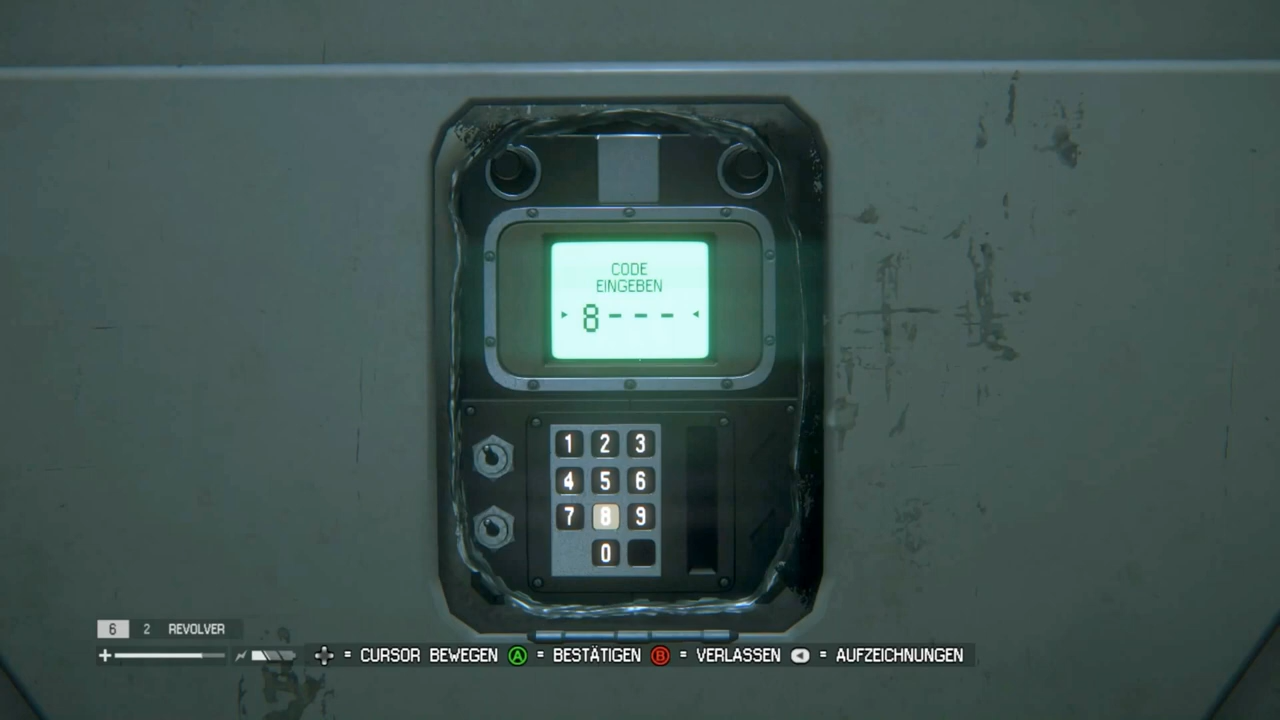 CODE
EINGEBEN
8---
1 2 3
4 5 6
7 8 9
0
6 2 REVOLVER
= CURSOR BEWEGEN A = BESTÄTIGEN B = VERLASSEN = AUFZEICHNUNGEN